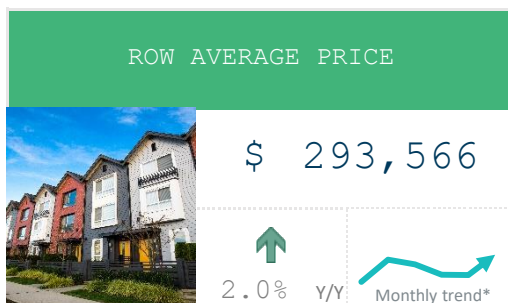 ROW AVERAGE PRICE
$ 293,566
2.0% Y/Y
Monthly trend*